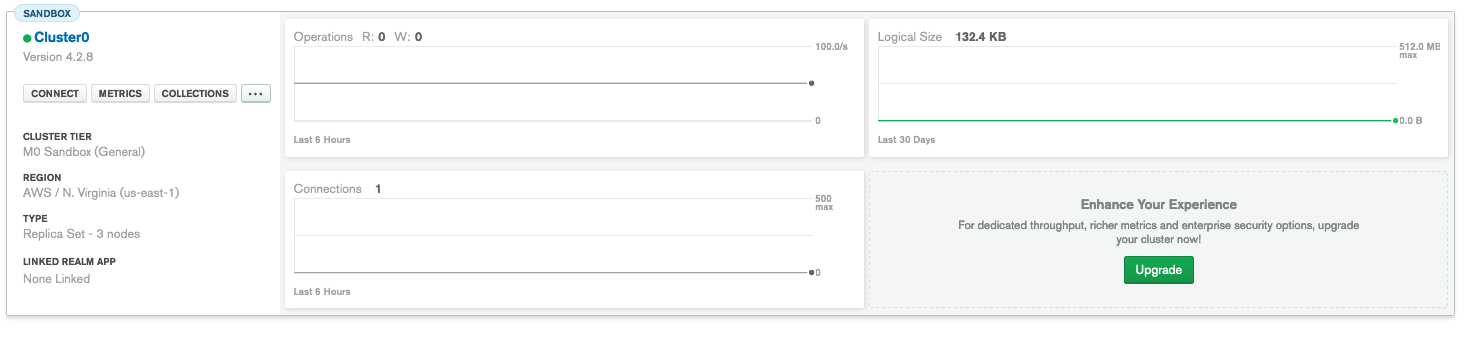 SANDBOX
Cluster0
Version 4.2.8
CONNECT
METRICS
COLLECTIONS
...
CLUSTER TIER
M0 Sandbox (General)
REGION
AWS / N. Virginia (us-east-1)
TYPE
Replica Set - 3 nodes
LINKED REALM APP
None Linked
Operations R: 0 W: 0
100.0/s
0
Last 6 Hours
Logical Size 132.4 KB
512.0 MB
max
0.0 B
Last 30 Days
Connections 1
500
max
0
Last 6 Hours
Enhance Your Experience
For dedicated throughput, richer metrics and enterprise security options, upgrade
your cluster now!
Upgrade